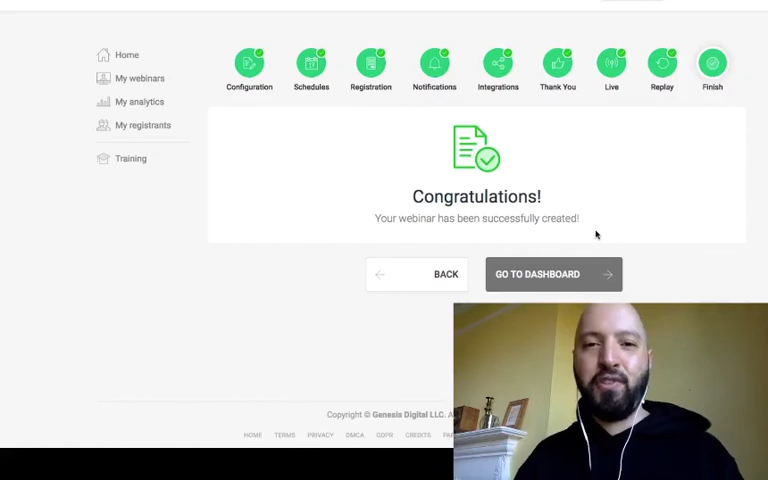 Home
My webinars
My analytics
My registrants
Training
Configuration
Schedules
Registration
Notifications
Integrations
Thank You
Live
Replay
Finish
Congratulations!
Your webinar has been successfully created!
BACK
GO TO DASHBOARD
Copyright © Genesis Digital LLC.
HOME TERMS PRIVACY DMCA GDPR CREDITS